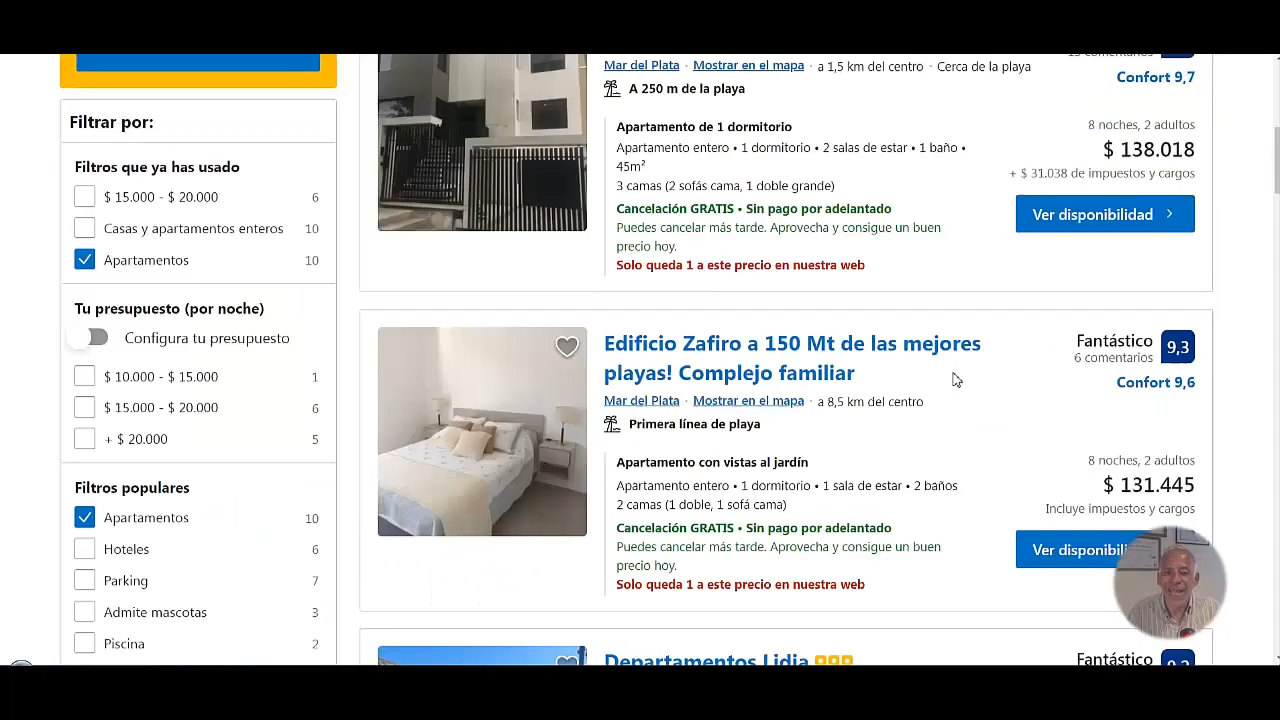 Filtrar por:
Filtros que ya has usado
$ 15.000 - $ 20.000 6
Casas y apartamentos enteros 10
Apartamentos 10
Tu presupuesto (por noche)
Configura tu presupuesto
$ 10.000 - $ 15.000 1
$ 15.000 - $ 20.000 6
+ $ 20.000 5
Filtros populares
Apartamentos 10
Hoteles 6
Parking 7
Admite mascotas 3
Piscina 2
Mar del Plata · Mostrar en el mapa · a 1,5 km del centro · Cerca de la playa
A 250 m de la playa
Confort 9,7
Apartamento de 1 dormitorio
Apartamento entero • 1 dormitorio • 2 salas de estar • 1 baño •
45m²
3 camas (2 sofás cama, 1 doble grande)
Cancelación GRATIS • Sin pago por adelantado
Puedes cancelar más tarde. Aprovecha y consigue un buen
precio hoy.
Solo queda 1 a este precio en nuestra web
8 noches, 2 adultos
$ 138.018
+ $ 31.038 de impuestos y cargos
Ver disponibilidad
Edificio Zafiro a 150 Mt de las mejores
playas! Complejo familiar
Mar del Plata · Mostrar en el mapa · a 8,5 km del centro
Primera línea de playa
Fantástico 9,3
6 comentarios
Confort 9,6
Apartamento con vistas al jardín
Apartamento entero • 1 dormitorio • 1 sala de estar • 2 baños
2 camas (1 doble, 1 sofá cama)
Cancelación GRATIS • Sin pago por adelantado
Puedes cancelar más tarde. Aprovecha y consigue un buen
precio hoy.
Solo queda 1 a este precio en nuestra web
8 noches, 2 adultos
$ 131.445
Incluye impuestos y cargos
Ver disponibili
Departamentos Lidia
Fantástico